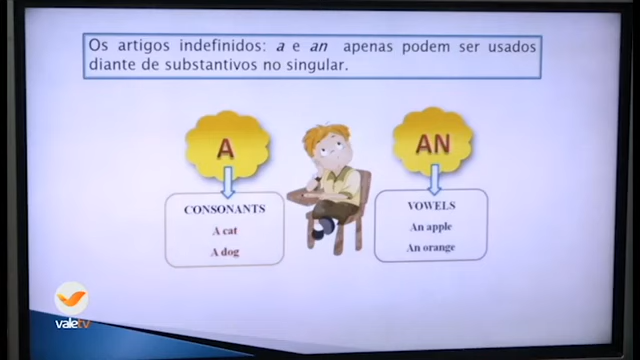 Os artigos indefinidos: a e an apenas podem ser usados
diante de substantivos no singular.
A
AN
CONSONANTS
A cat
A dog
VOWELS
An apple
An orange
valetv